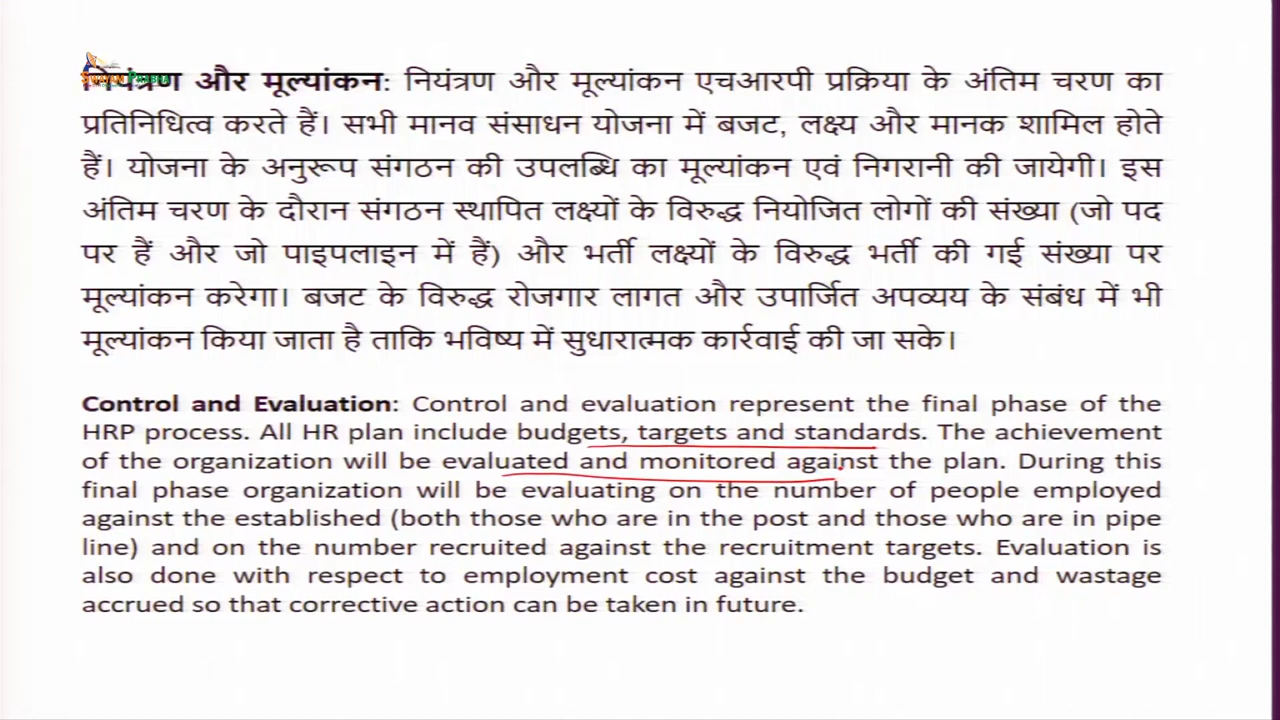 नियंत्रण और मूल्यांकन: नियंत्रण और मूल्यांकन एचआरपी प्रक्रिया के अंतिम चरण का
प्रतिनिधित्व करते हैं। सभी मानव संसाधन योजना में बजट, लक्ष्य और मानक शामिल होते
हैं। योजना के अनुरूप संगठन की उपलब्धि का मूल्यांकन एवं निगरानी की जायेगी। इस
अंतिम चरण के दौरान संगठन स्थापित लक्ष्यों के विरुद्ध नियोजित लोगों की संख्या (जो पद
पर हैं और जो पाइपलाइन में हैं) और भर्ती लक्ष्यों के विरुद्ध भर्ती की गई संख्या पर
मूल्यांकन करेगा। बजट के विरुद्ध रोजगार लागत और उपार्जित अपव्यय के संबंध में भी
मूल्यांकन किया जाता है ताकि भविष्य में सुधारात्मक कार्रवाई की जा सके।
Control and Evaluation: Control and evaluation represent the final phase of the
HRP process. All HR plan include budgets, targets and standards. The achievement
of the organization will be evaluated and monitored against the plan. During this
final phase organization will be evaluating on the number of people employed
against the established (both those who are in the post and those who are in pipe
line) and on the number recruited against the recruitment targets. Evaluation is
also done with respect to employment cost against the budget and wastage
accrued so that corrective action can be taken in future.